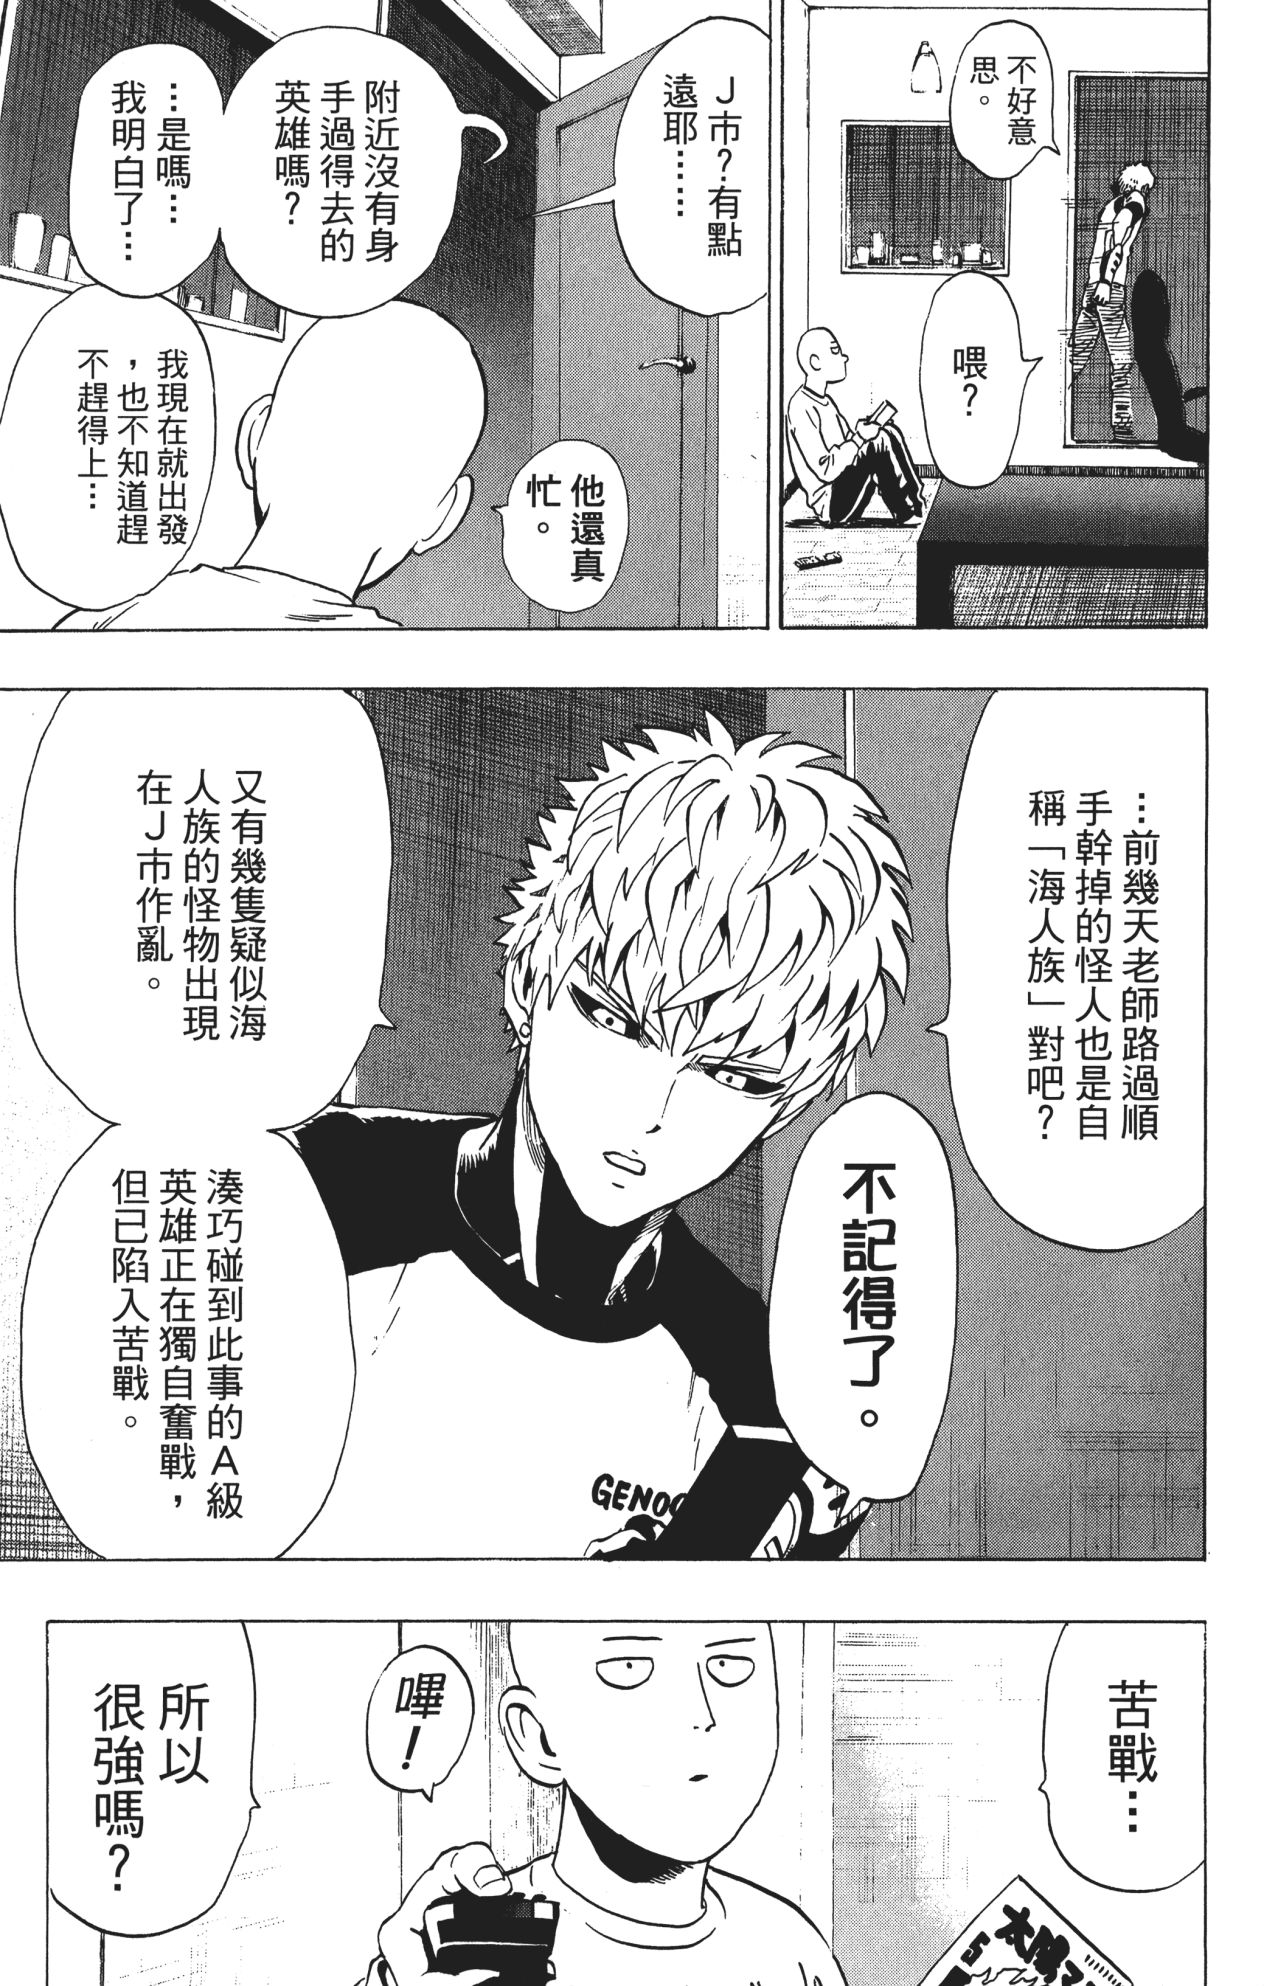 不好意
思。
喂？
Ｊ市？有點
遠耶……
附近沒有身
手過得去的
英雄嗎？
…是嗎…
我明白了…
我現在就出發
，也不知道趕
不趕得上…
他還真
忙。
…前幾天老師路過順
手幹掉的怪人也是自
稱「海人族」對吧？
不記得了。
又有幾隻疑似海
人族的怪物出現
在Ｊ市作亂。
湊巧碰到此事的Ａ級
英雄正在獨自奮戰，
但已陷入苦戰。
GENO
苦戰…
嗶！
所以
很強嗎？
太陽
5